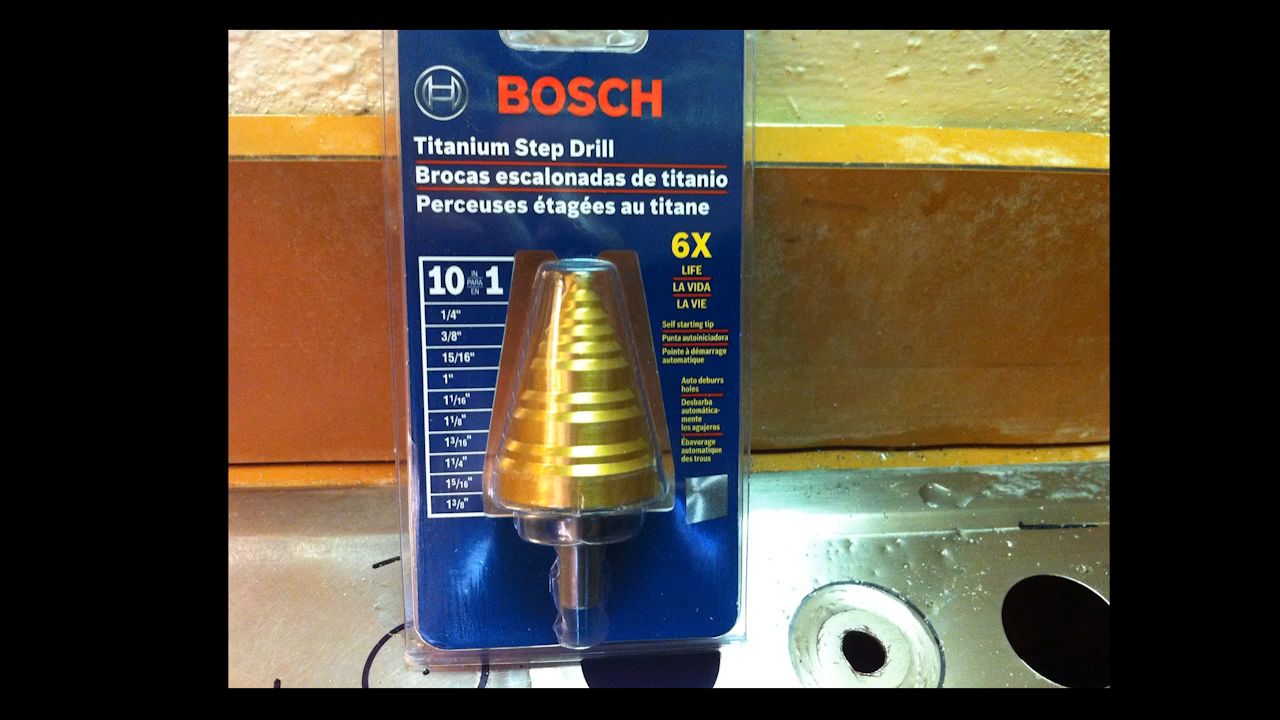 BOSCH
Titanium Step Drill
Brocas escalonadas de titanio
Perceuses étagées au titane
6X
LIFE
LA VIDA
LA VIE
10 IN PARA EN 1
1/4"
3/8"
15/16"
1"
1 1/16"
1 1/8"
1 3/16"
1 1/4"
1 5/16"
1 3/8"
Self starting tip
Punta autoiniciadora
Pointe à démarrage
automatique
Auto deburrs
holes
Desbarba
automática-
mente
los agujeros
Ébavurage
automatique
des trous